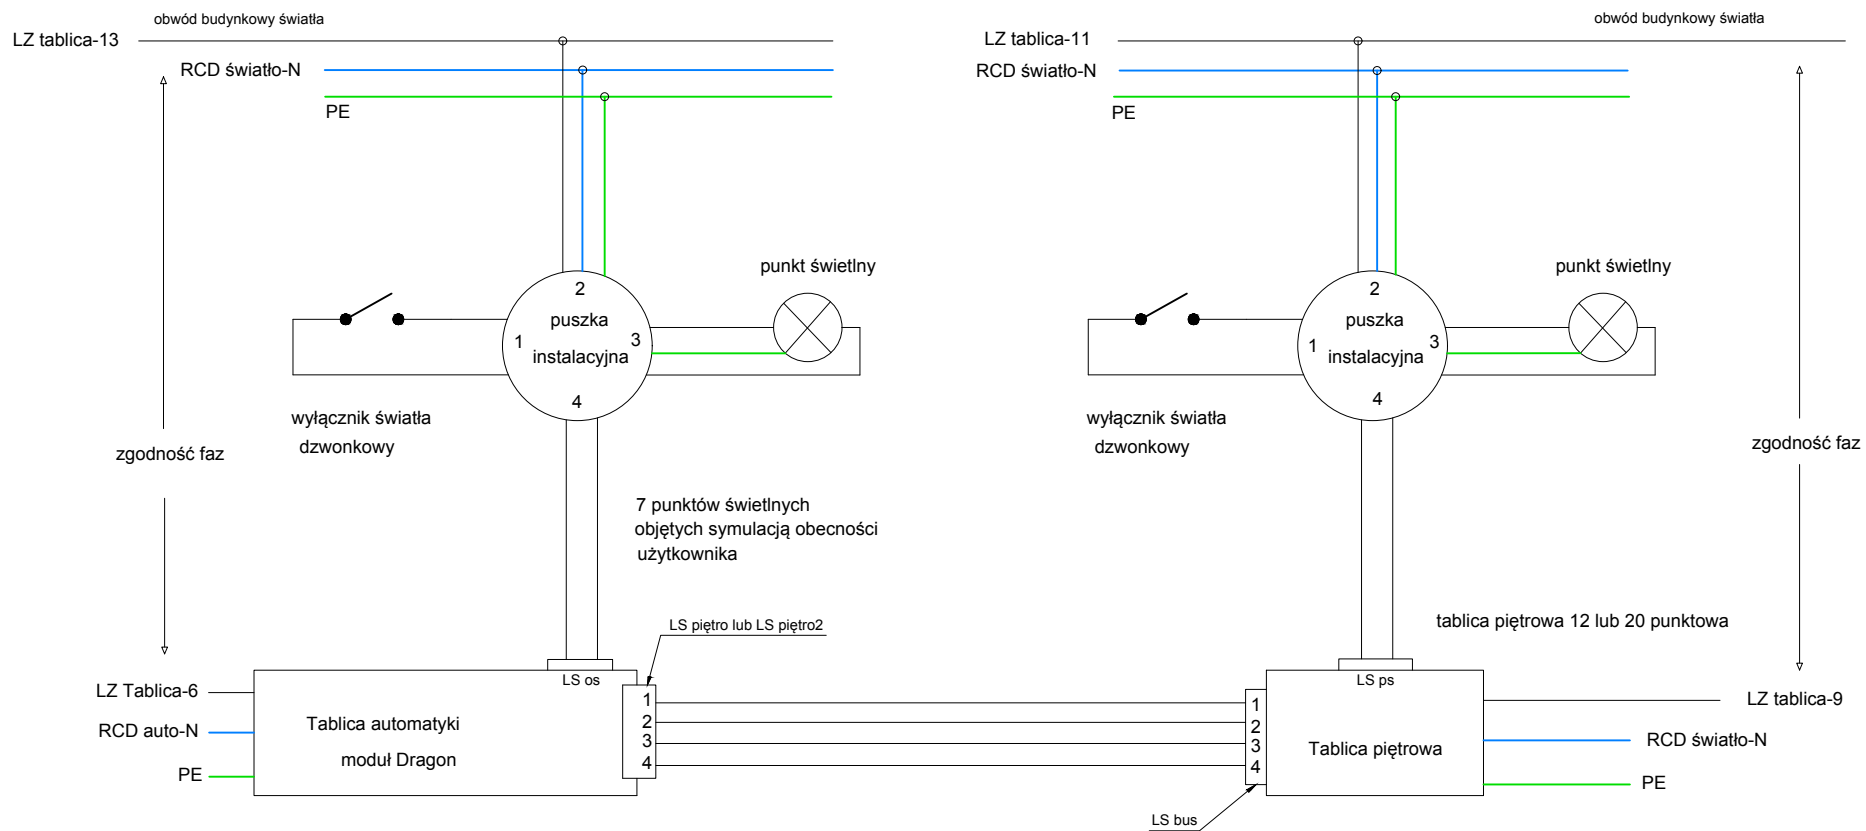 obwód budynkowy światła
LZ tablica-13
RCD światło-N
PE
punkt świetlny
2
puszka
1
3
instalacyjna
4
wyłącznik światła
dzwonkowy
zgodność faz
7 punktów świetlnych
objętych symulacją obecności
użytkownika
LS piętro lub LS piętro2
LS os
LZ Tablica-6
RCD auto-N
PE
Tablica automatyki
moduł Dragon
1
2
3
4
obwód budynkowy światła
LZ tablica-11
RCD światło-N
PE
punkt świetlny
2
puszka
1
3
instalacyjna
4
wyłącznik światła
dzwonkowy
zgodność faz
tablica piętrowa 12 lub 20 punktowa
LS ps
1
2
3
4
Tablica piętrowa
LZ tablica-9
RCD światło-N
PE
LS bus